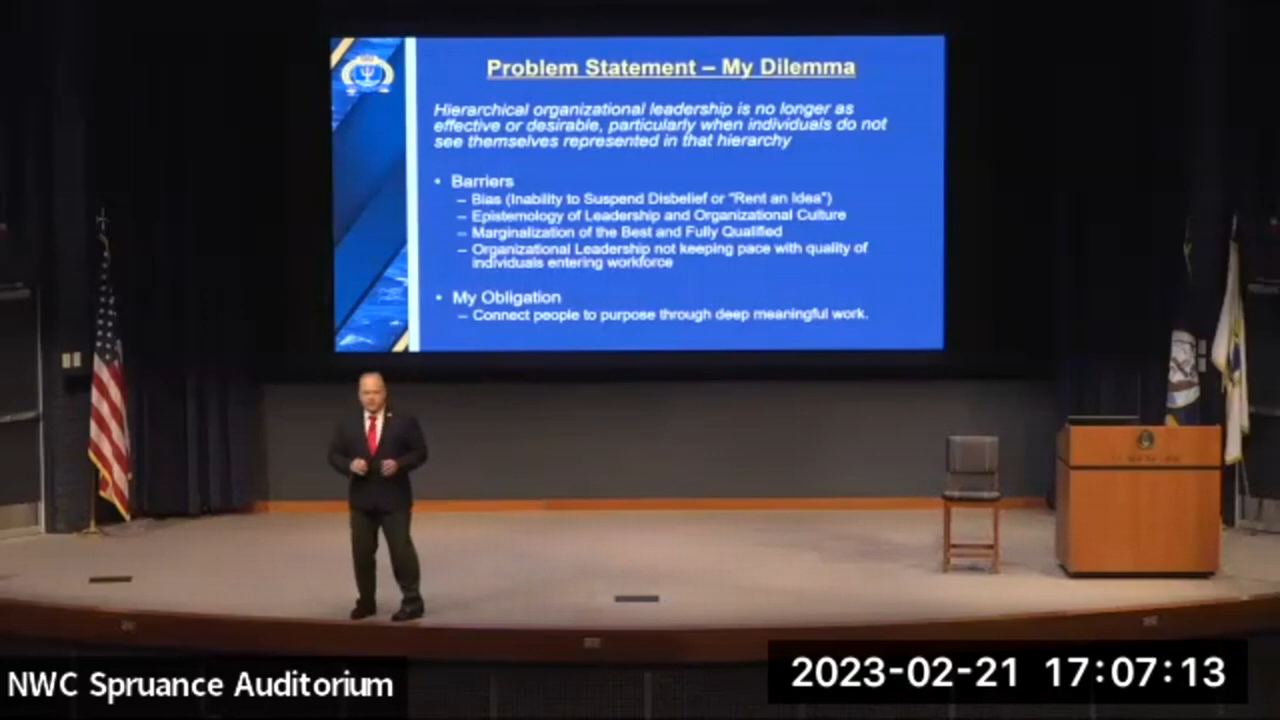 Problem Statement – My Dilemma
Hierarchical organizational leadership is no longer as
effective or desirable, particularly when individuals do not
see themselves represented in that hierarchy
• Barriers
– Bias (Inability to Suspend Disbelief or "Rent an Idea")
– Epistemology of Leadership and Organizational Culture
– Marginalization of the Best and Fully Qualified
– Organizational Leadership not keeping pace with quality of
individuals entering workforce
• My Obligation
– Connect people to purpose through deep meaningful work.
NWC Spruance Auditorium
2023-02-21 17:07:13